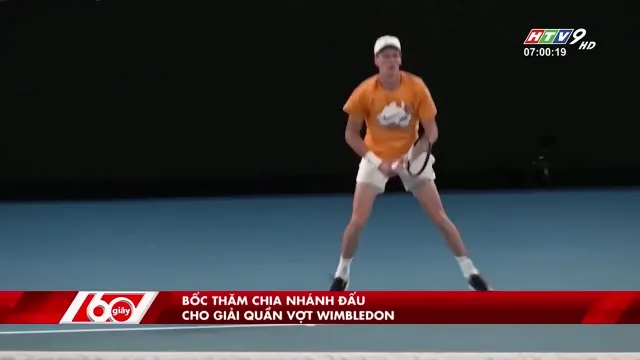 HTV9 HD
07:00:19
60 giây
BỐC THĂM CHIA NHÁNH ĐẤU
CHO GIẢI QUẦN VỢT WIMBLEDON